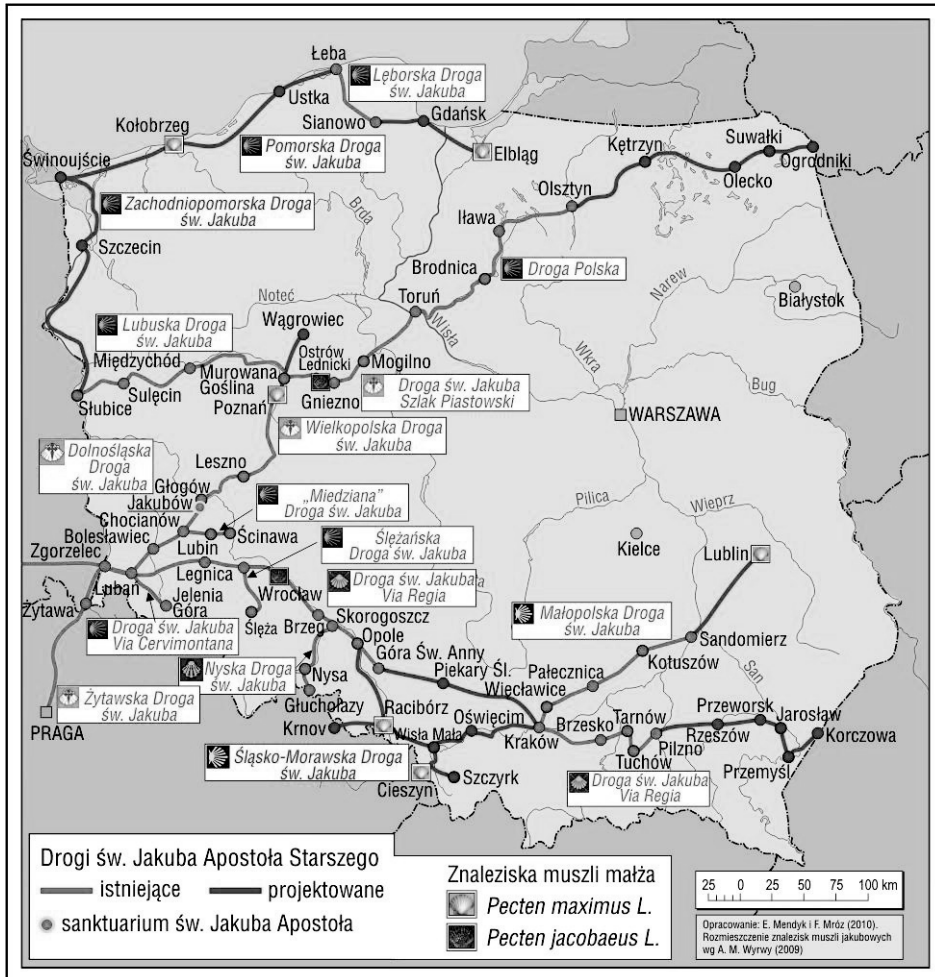 Łeba
Lęborska Droga
św. Jakuba
Ustka
Sianowo
Gdańsk
Kołobrzeg
Pomorska Droga
św. Jakuba
Elbląg
Kętrzyn
Suwałki
Ogrodniki
Olecko
Świnoujście
Olsztyn
Zachodniopomorska Droga
św. Jakuba
Brda
Iława
Szczecin
Brodnica
Droga Polska
Narew
Białystok
Noteć
Toruń
Wisła
Lubuska Droga
św. Jakuba
Wągrowiec
Wkra
Bug
Międzychód
Murowana
Goślina
Ostrów
Lednicki
Mogilno
Sulęcin
Słubice
Poznań
Gniezno
Droga św. Jakuba
Szlak Piastowski
WARSZAWA
Wielkopolska Droga
św. Jakuba
Dolnośląska
Droga
św. Jakuba
Leszno
Głogów
Jakubów
„Miedziana”
Droga św. Jakuba
Pilica
Wieprz
Chocianów
Bolesławiec
Ścinawa
Kielce
Lublin
Zgorzelec
Lubin
Ślężańska
Droga św. Jakuba
Legnica
Lubań
Wrocław
Droga św. Jakuba
Via Regia
Żytawa
Jelenia
Góra
Ślęża
Brzeg
Skorogoszcz
Małopolska Droga
św. Jakuba
Droga św. Jakuba
Via Cervimontana
Opole
Sandomierz
Góra Św. Anny
Kotuszów
San
Nyska Droga
św. Jakuba
Nysa
Piekary Śl.
Pałecznica
Więcławice
Żytawska Droga
św. Jakuba
Głuchołazy
Racibórz
Oświęcim
Brzesko
Tarnów
Przeworsk
Jarosław
PRAGA
Krnov
Wisła Mała
Kraków
Rzeszów
Korczowa
Pilzno
Tuchów
Przemyśl
Śląsko-Morawska Droga
św. Jakuba
Cieszyn
Szczyrk
Droga św. Jakuba
Via Regia
Drogi św. Jakuba Apostoła Starszego
istniejące
projektowane
sanktuarium św. Jakuba Apostoła
Znaleziska muszli małża
Pecten maximus L.
Pecten jacobaeus L.
25 0 25 50 75 100 km
Opracowanie: E. Mendyk i F. Mróz (2010).
Rozmieszczenie znalezisk muszli jakubowych
wg A. M. Wyrwy (2009)